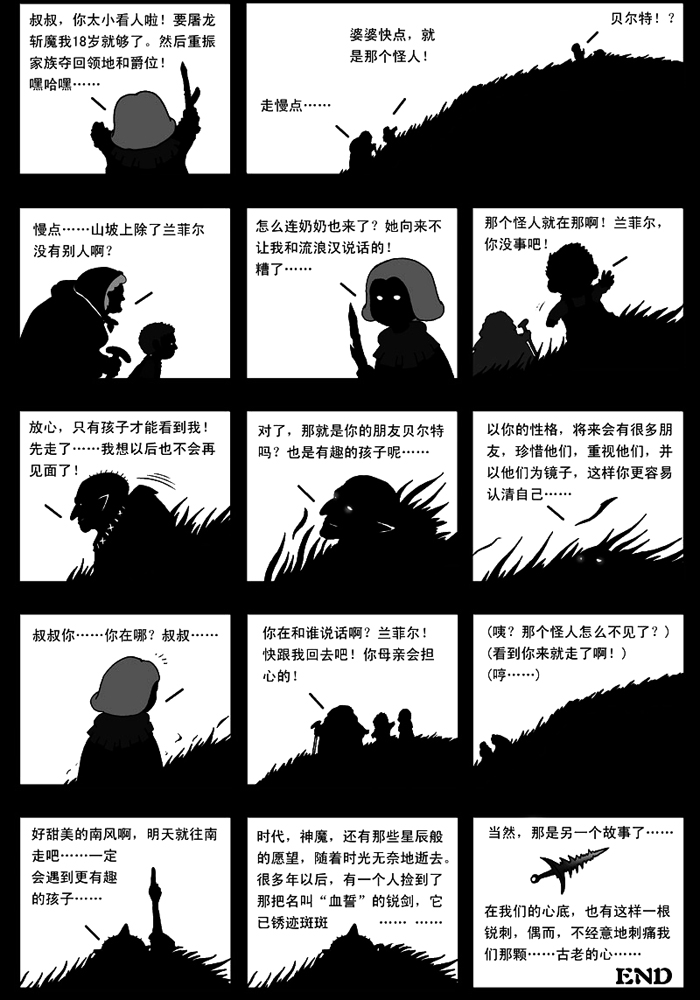 叔叔，你太小看人啦！要屠龙
斩魔我18岁就够了。然后重振
家族夺回领地和爵位！
嘿哈嘿……
贝尔特！？
婆婆快点，就
是那个怪人！
走慢点……
慢点……山坡上除了兰菲尔
没有别人啊？
怎么连奶奶也来了？她向来不
让我和流浪汉说话的！
糟了……
那个怪人就在那啊！兰菲尔，
你没事吧！
放心，只有孩子才能看到我！
先走了……我想以后也不会再
见面了！
对了，那就是你的朋友贝尔特
吗？也是有趣的孩子呢……
以你的性格，将来会有很多朋
友，珍惜他们，重视他们，并
以他们为镜子，这样你更容易
认清自己……
叔叔你……你在哪？叔叔……
你在和谁说话啊？兰菲尔！
快跟我回去吧！你母亲会担
心的！
(咦？那个怪人怎么不见了？)
(看到你来就走了啊！)
(哼……)
好甜美的南风啊，明天就往南
走吧……一定
会遇到更有趣
的孩子……
时代，神魔，还有那些星辰般
的愿望，随着时光无奈地逝去。
很多年以后，有一个人捡到了
那把名叫“血誓”的锐剑，它
已锈迹斑斑 …… ……
当然，那是另一个故事了……
在我们的心底，也有这样一根
锐刺，偶而，不经意地刺痛我
们那颗……古老的心……
END